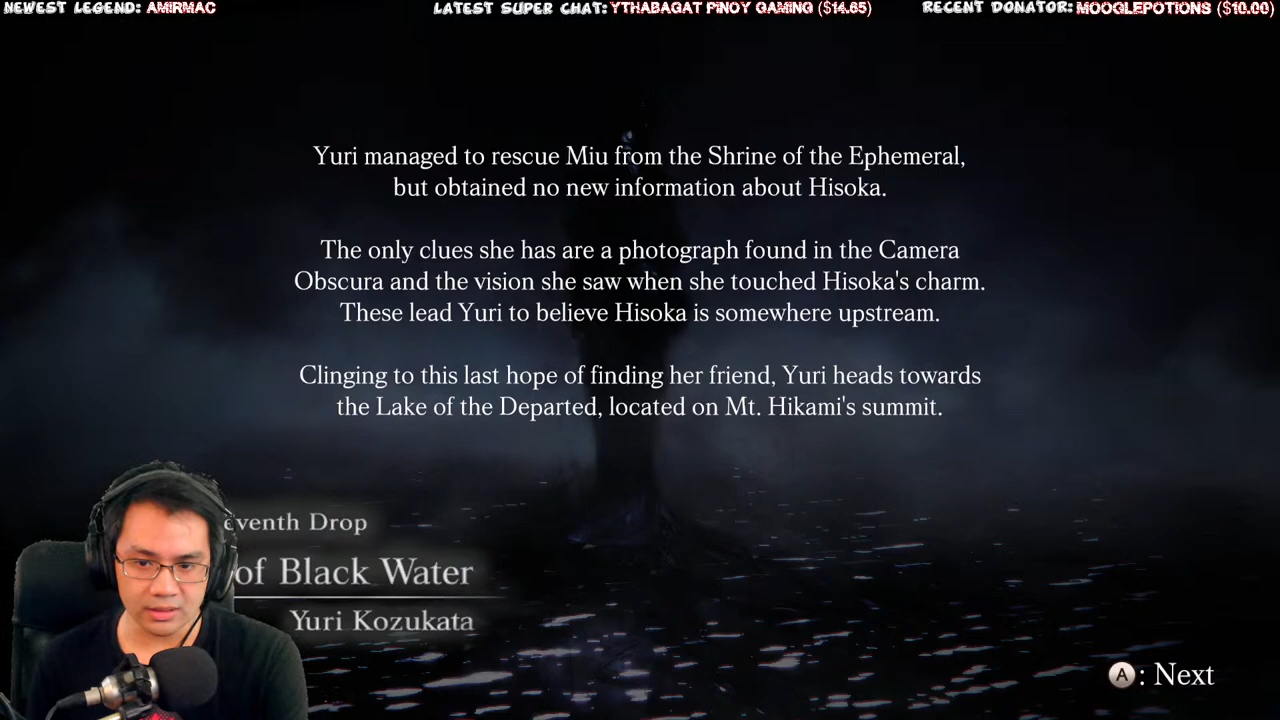 NEWEST LEGEND: AMIRMAC
LATEST SUPER CHAT: YTHABAGAT PINOY GAMING ($14.65)
RECENT DONATOR: MOOGLEPOTIONS ($10.00)
Yuri managed to rescue Miu from the Shrine of the Ephemeral,
but obtained no new information about Hisoka.
The only clues she has are a photograph found in the Camera
Obscura and the vision she saw when she touched Hisoka's charm.
These lead Yuri to believe Hisoka is somewhere upstream.
Clinging to this last hope of finding her friend, Yuri heads towards
the Lake of the Departed, located on Mt. Hikami's summit.
eventh Drop
of Black Water
Yuri Kozukata
A: Next